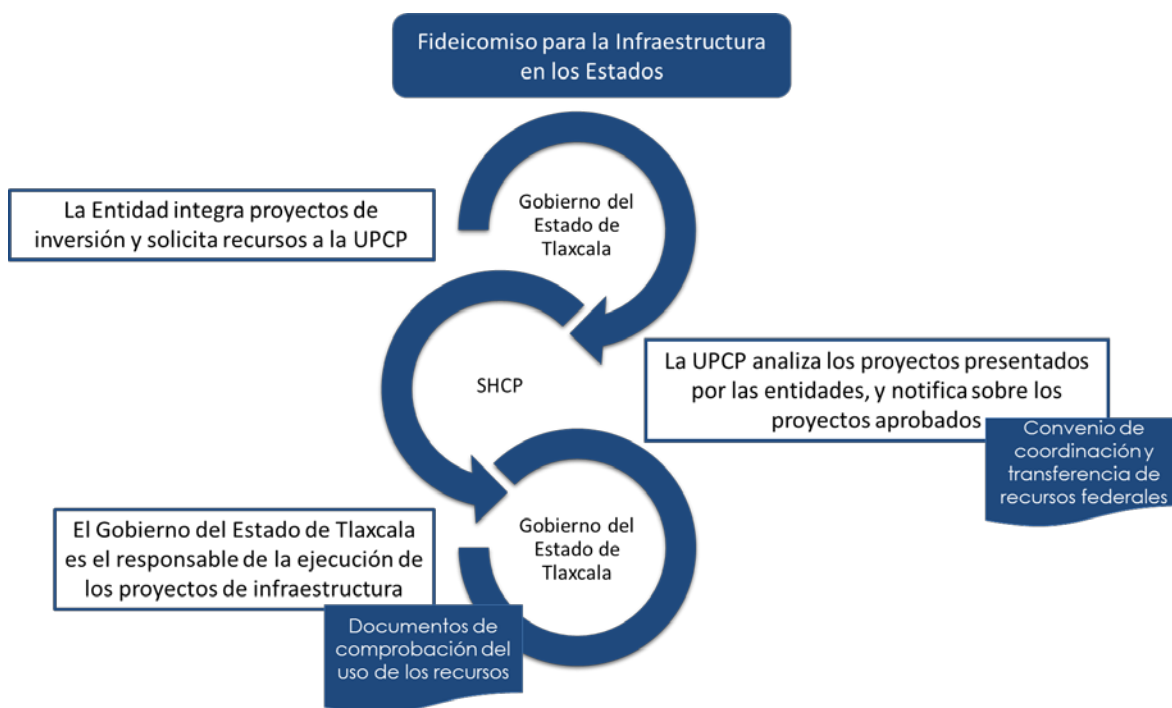 Fideicomiso para la Infraestructura
en los Estados
Gobierno del
Estado de
Tlaxcala
La Entidad integra proyectos de
inversión y solicita recursos a la UPCP
SHCP
La UPCP analiza los proyectos presentados
por las entidades, y notifica sobre los
proyectos aprobados
Convenio de
coordinación y
transferencia de
recursos federales
El Gobierno del Estado de Tlaxcala
es el responsable de la ejecución de
los proyectos de infraestructura
Gobierno del
Estado de
Tlaxcala
Documentos de
comprobación del
uso de los recursos